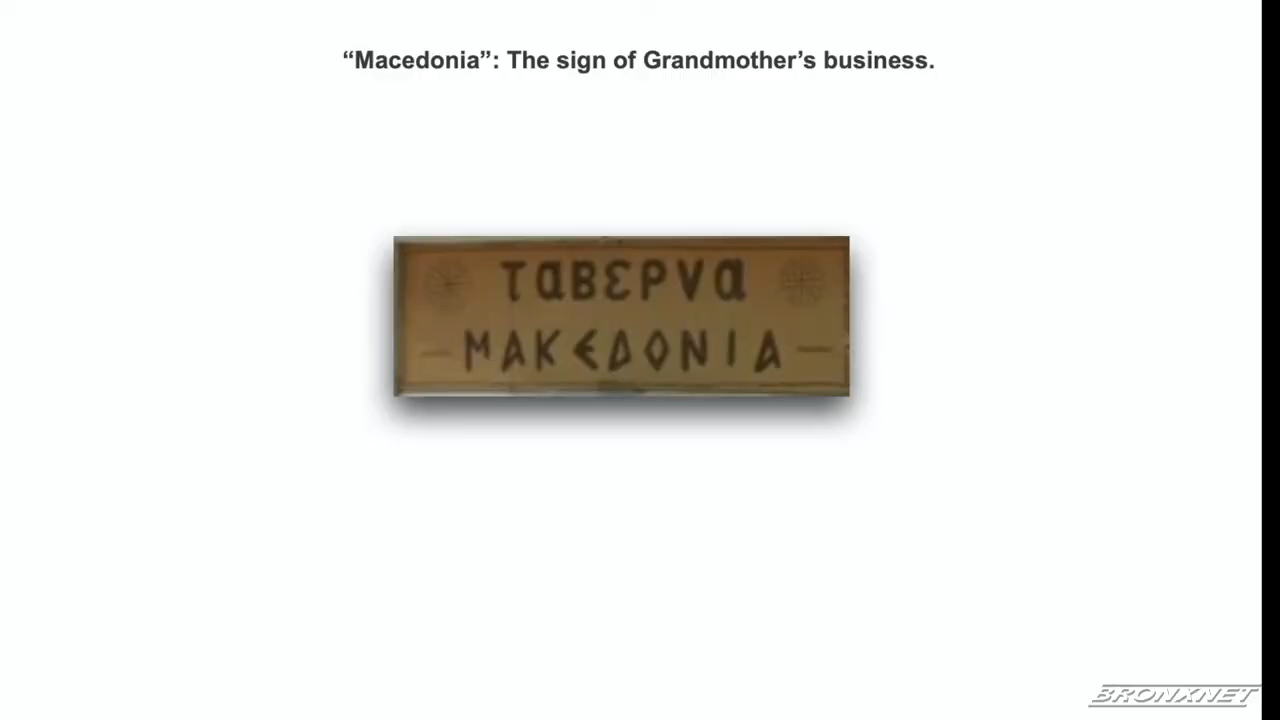 “Macedonia”: The sign of Grandmother’s business.
ταΒερνα
ΜΑΚΕΔΟΝΙΑ
BRONXNET